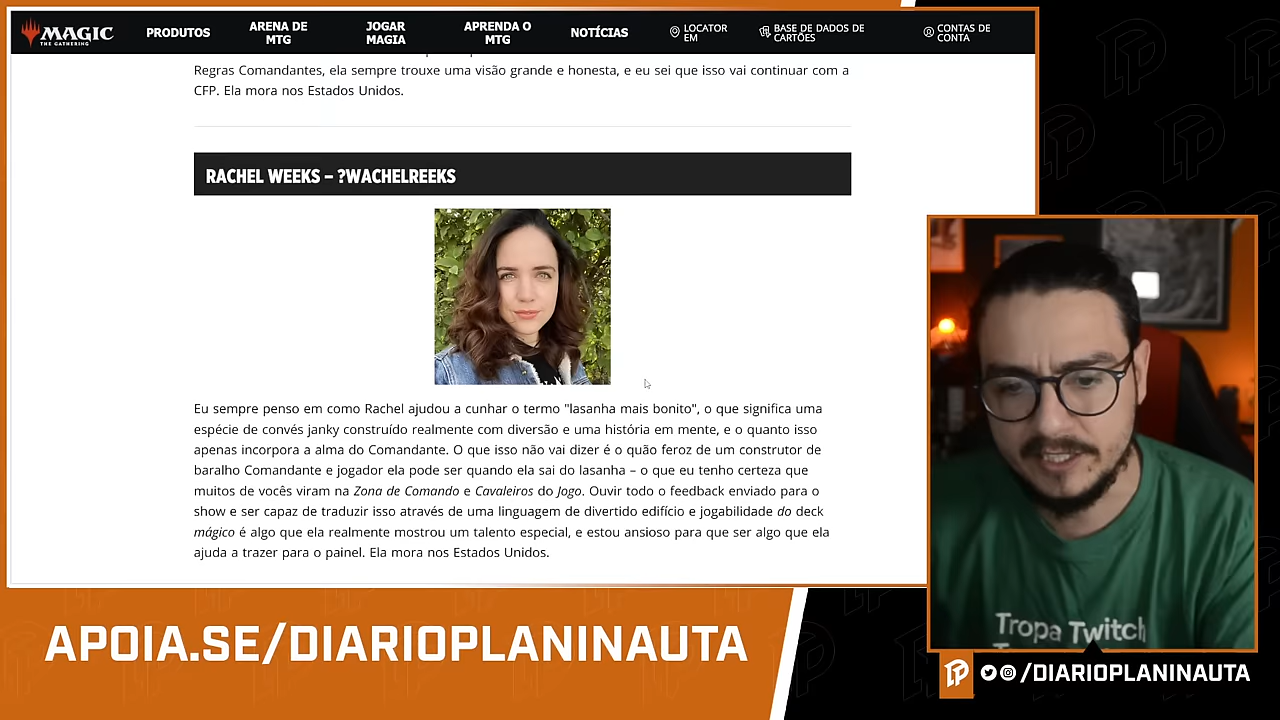 MAGIC
THE GATHERING
PRODUTOS
ARENA DE
MTG
JOGAR
MAGIA
APRENDA O
MTG
NOTÍCIAS
LOCATOR
EM
BASE DE DADOS DE
CARTÕES
CONTAS DE
CONTA
Regras Comandantes, ela sempre trouxe uma visão grande e honesta, e eu sei que isso vai continuar com a
CFP. Ela mora nos Estados Unidos.
RACHEL WEEKS – ?WACHELREEKS
Eu sempre penso em como Rachel ajudou a cunhar o termo "lasanha mais bonito", o que significa uma
espécie de convés janky construído realmente com diversão e uma história em mente, e o quanto isso
apenas incorpora a alma do Comandante. O que isso não vai dizer é o quão feroz de um construtor de
baralho Comandante e jogador ela pode ser quando ela sai do lasanha – o que eu tenho certeza que
muitos de vocês viram na Zona de Comando e Cavaleiros do Jogo. Ouvir todo o feedback enviado para o
show e ser capaz de traduzir isso através de uma linguagem de divertido edifício e jogabilidade do deck
mágico é algo que ela realmente mostrou um talento especial, e estou ansioso para que ser algo que ela
ajuda a trazer para o painel. Ela mora nos Estados Unidos.
Tropa Twitch
APOIA.SE/DIARIOPLANINAUTA
/DIARIOPLANINAUTA